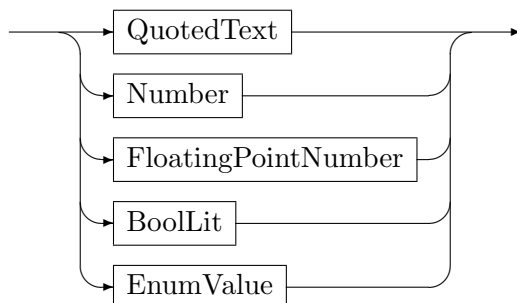 QuotedText
Number
FloatingPointNumber
BoolLit
EnumValue